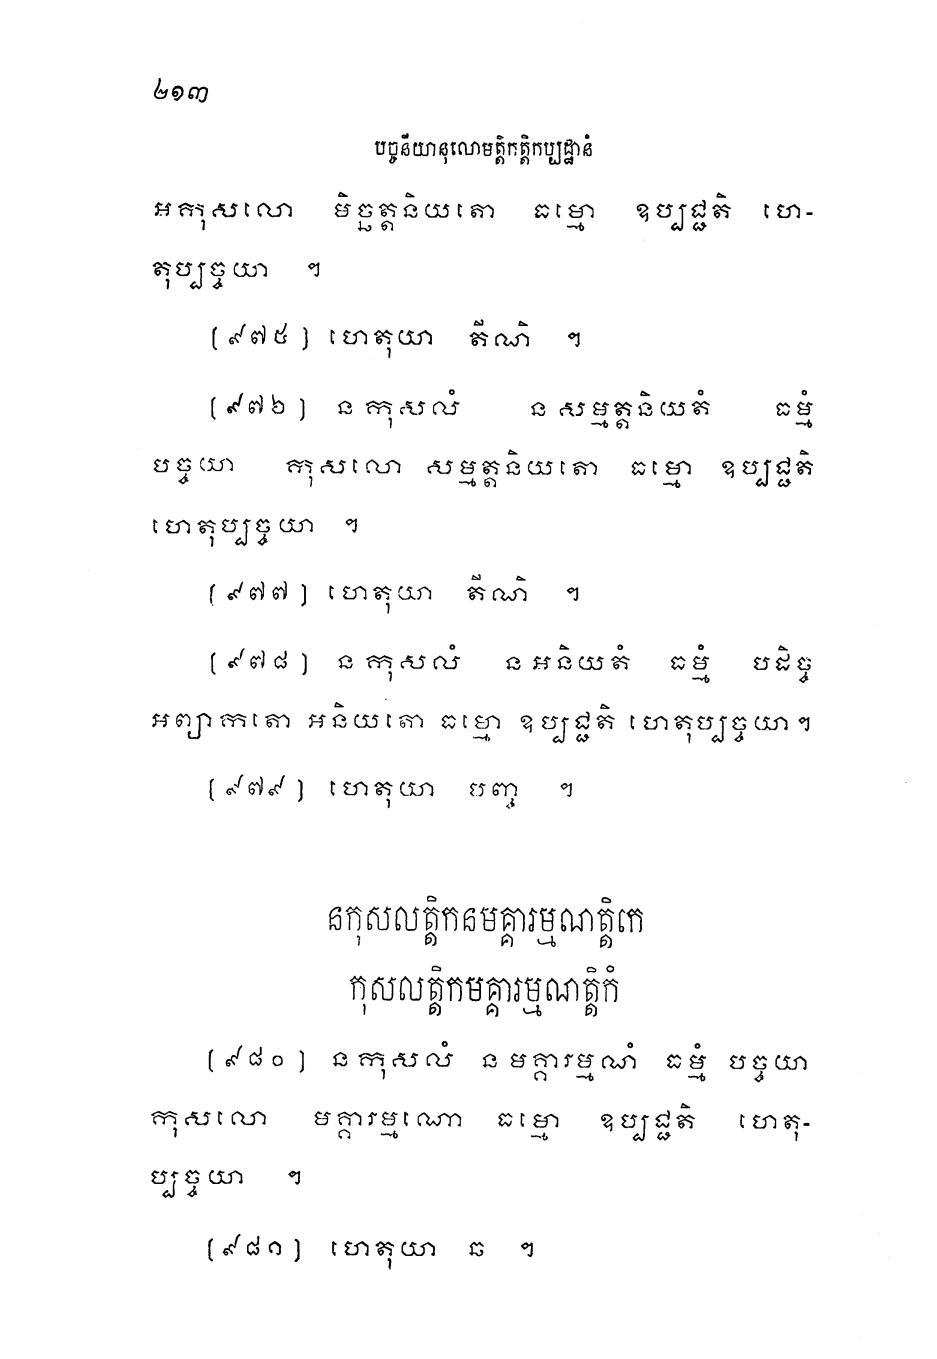 ២១៣
បច្ចនីយានុលោមត្តិកត្តិកប្បដ្ឋានំ
អកុសលោ មិច្ឆត្តនិយតោ ធម្មោ ឧប្បជ្ជតិ ហេ-
តុប្បច្ចយា ។
(៩៧៥) ហេតុយា តីណិ ។
(៩៧៦) នកុសលំ នសម្មត្តនិយតំ ធម្មំ
បច្ចយា កុសលោ សម្មត្តនិយតោ ធម្មោ ឧប្បជ្ជតិ
ហេតុប្បច្ចយា ។
(៩៧៧) ហេតុយា តីណិ ។
(៩៧៨) នកុសលំ នអនិយតំ ធម្មំ បដិច្ច
អព្យាកតោ អនិយតោ ធម្មោ ឧប្បជ្ជតិ ហេតុប្បច្ចយា ។
(៩៧៩) ហេតុយា បញ្ច ។
នកុសលត្តិកនមគ្គារម្មណត្តិកេ
កុសលត្តិកមគ្គារម្មណត្តិកំ
(៩៨០) នកុសលំ នមគ្គារម្មណំ ធម្មំ បច្ចយា
កុសលោ មគ្គារម្មណោ ធម្មោ ឧប្បជ្ជតិ ហេតុ-
ប្បច្ចយា ។
(៩៨១) ហេតុយា ឆ ។